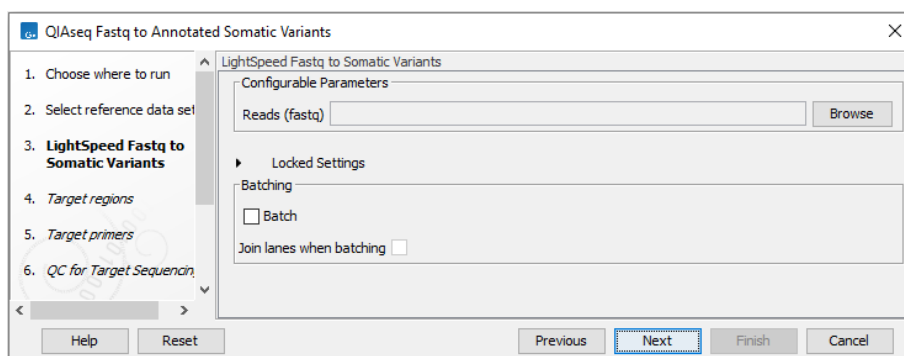 QIAseq Fastq to Annotated Somatic Variants
1. Choose where to run
2. Select reference data set
3. LightSpeed Fastq to
Somatic Variants
4. Target regions
5. Target primers
6. QC for Target Sequencin
LightSpeed Fastq to Somatic Variants
Configurable Parameters
Reads (fastq)
Browse
Locked Settings
Batching
Batch
Join lanes when batching
Help
Reset
Previous
Next
Finish
Cancel